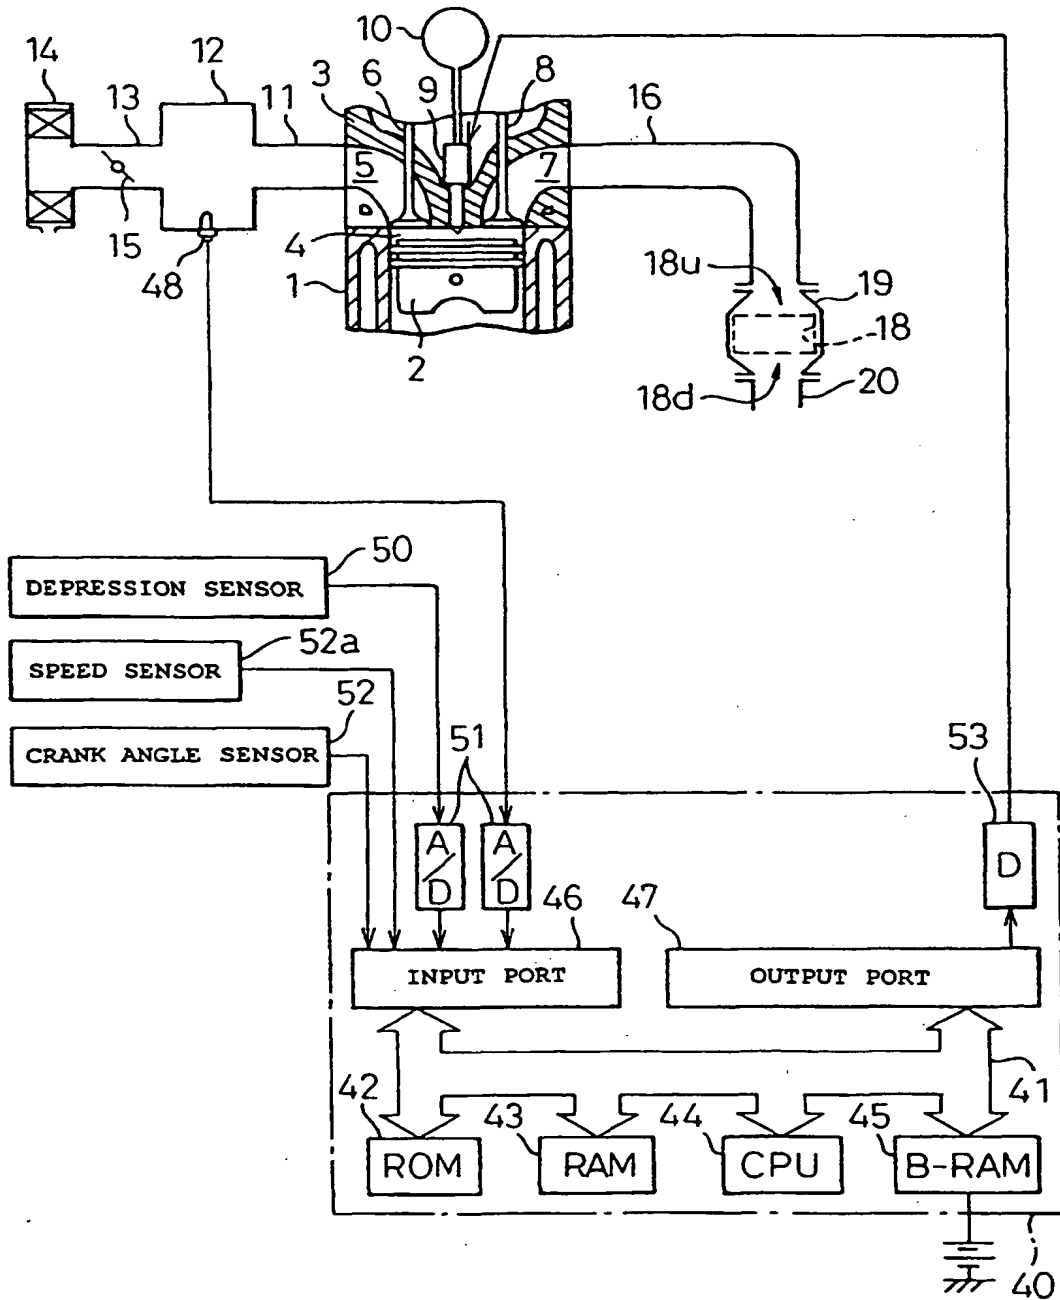 10
14
12
13
11
3
6
9
8
16
5
7
15
4
48
1
18u
19
2
18
18d
20
50
DEPRESSION SENSOR
52a
SPEED SENSOR
52
CRANK ANGLE SENSOR
51
53
A/D
A/D
D
46
47
INPUT PORT
OUTPUT PORT
41
42
43
44
45
ROM
RAM
CPU
B-RAM
40